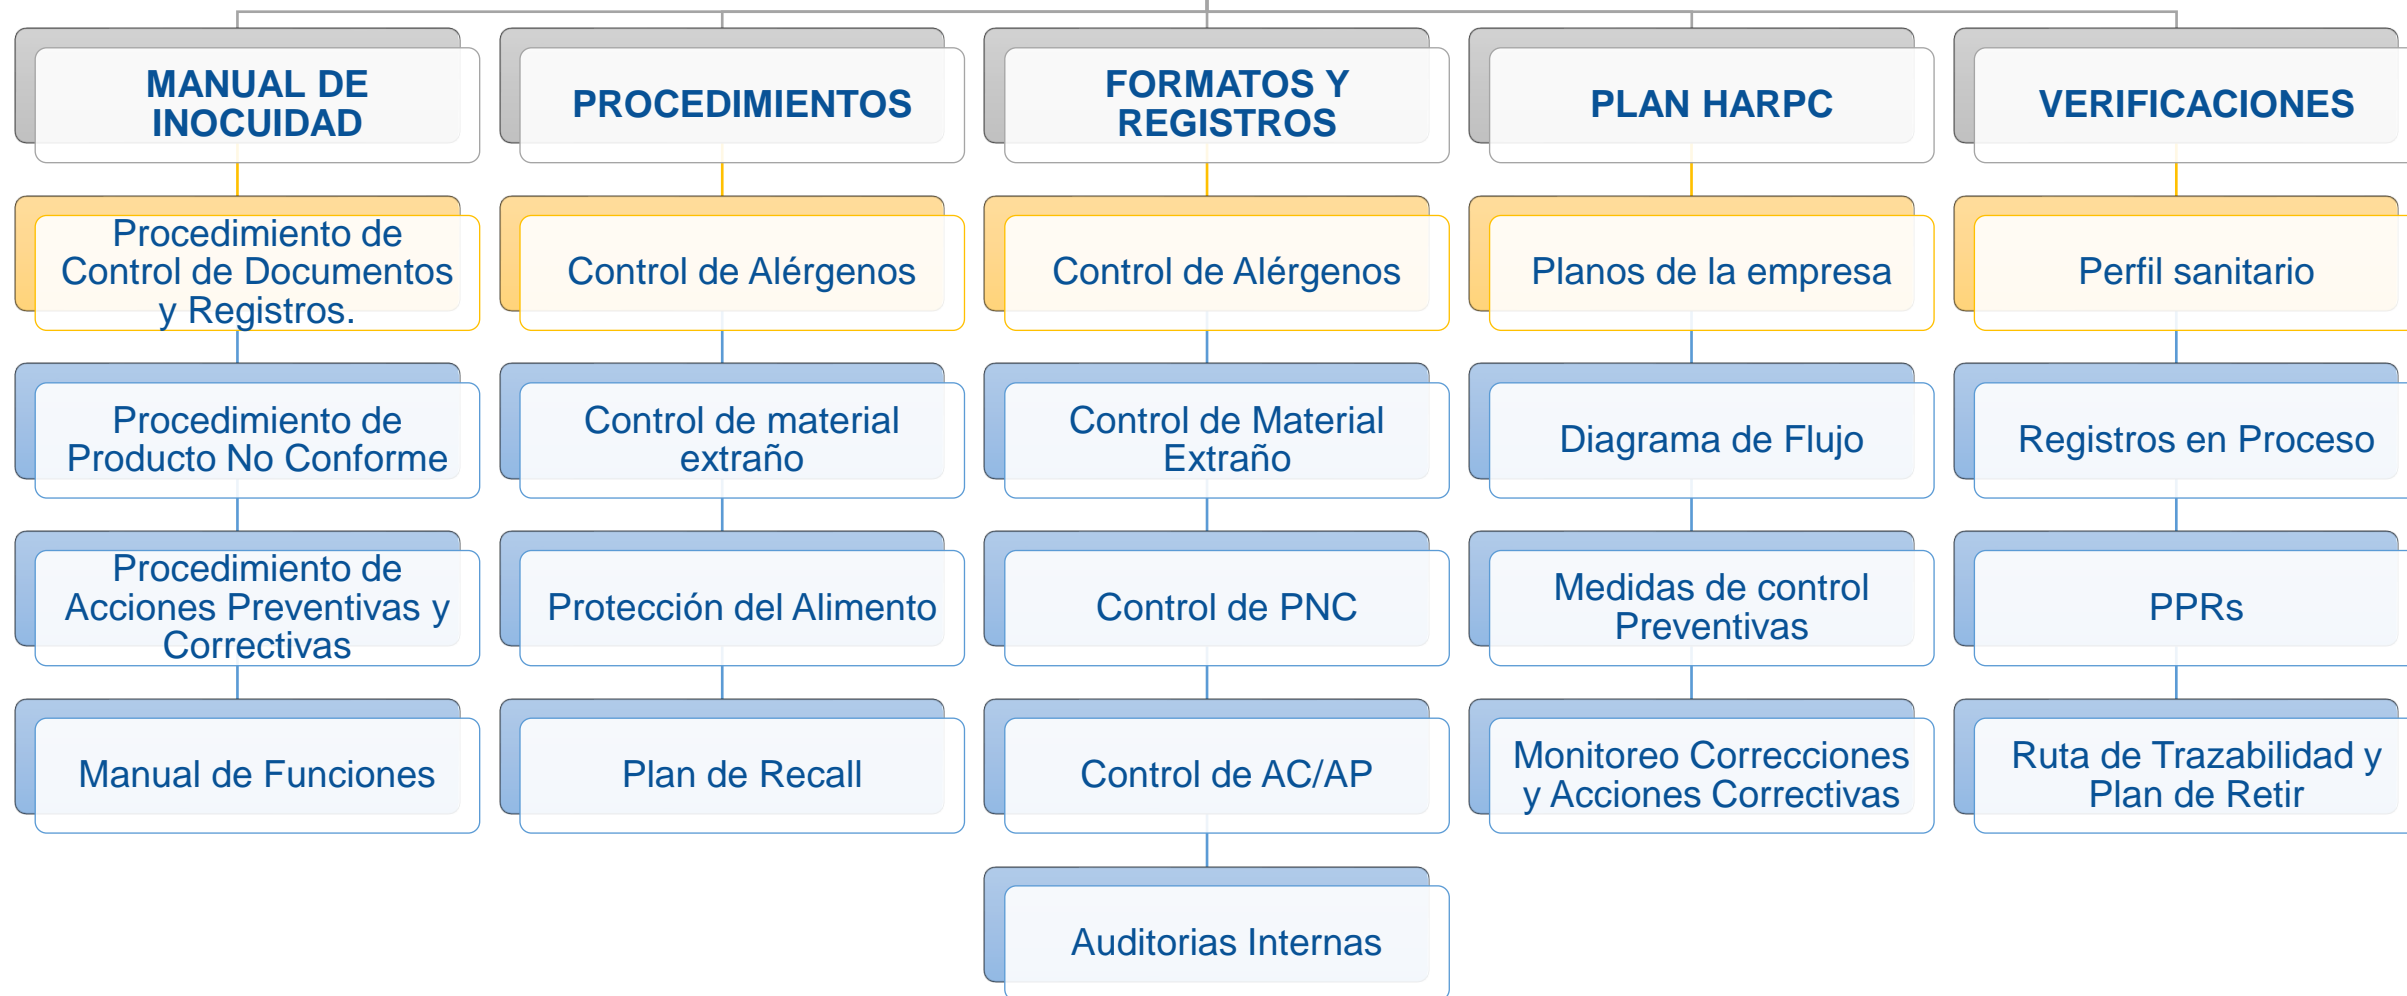 MANUAL DE
INOCUIDAD
PROCEDIMIENTOS
FORMATOS Y
REGISTROS
PLAN HARPC
VERIFICACIONES
Procedimiento de
Control de Documentos
y Registros.
Control de Alérgenos
Control de Alérgenos
Planos de la empresa
Perfil sanitario
Procedimiento de
Producto No Conforme
Control de material
extraño
Control de Material
Extraño
Diagrama de Flujo
Registros en Proceso
Procedimiento de
Acciones Preventivas y
Correctivas
Protección del Alimento
Control de PNC
Medidas de control
Preventivas
PPRs
Manual de Funciones
Plan de Recall
Control de AC/AP
Monitoreo Correcciones
y Acciones Correctivas
Ruta de Trazabilidad y
Plan de Retir
Auditorias Internas